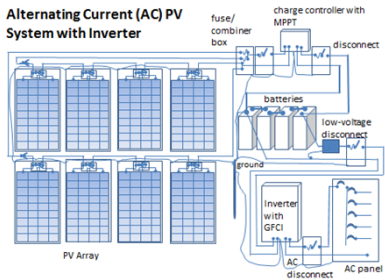 Alternating Current (AC) PV
System with Inverter
fuse/
combiner
box
charge controller with
MPPT
disconnect
batteries
low-voltage
disconnect
ground
Inverter
with
GFCI
AC
disconnect
AC panel
PV Array